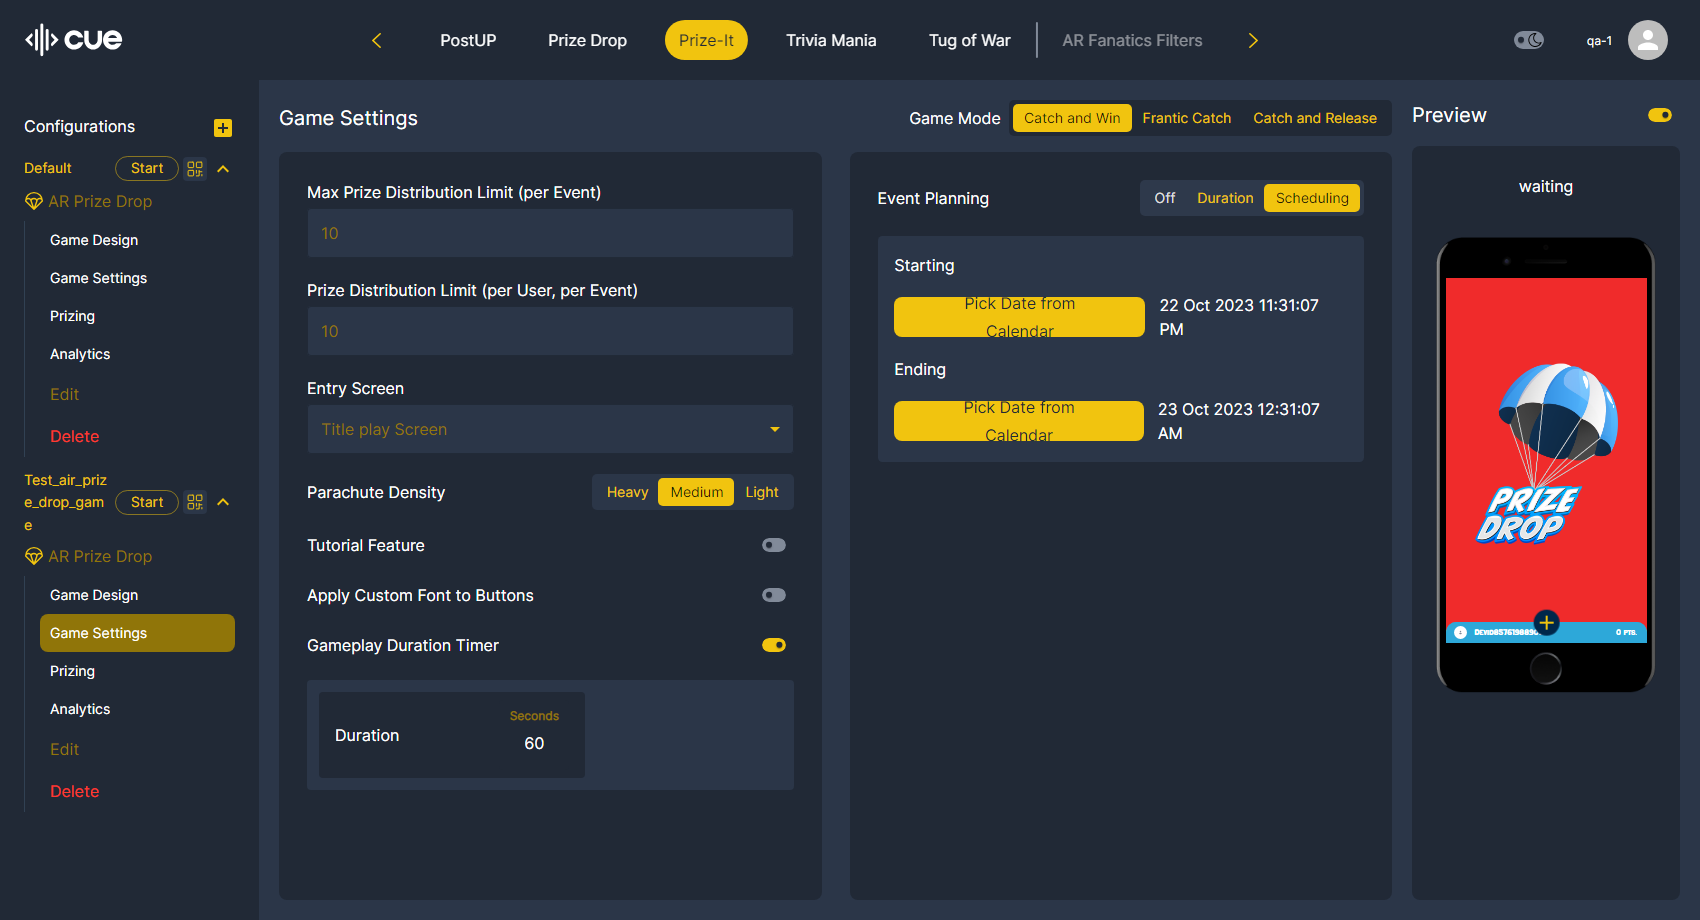 cue
PostUP
Prize Drop
Prize-It
Trivia Mania
Tug of War
AR Fanatics Filters
qa-1
Configurations
Default
Start
AR Prize Drop
Game Design
Game Settings
Prizing
Analytics
Edit
Delete
Test_air_priz
e_drop_gam
e
Start
AR Prize Drop
Game Design
Game Settings
Prizing
Analytics
Edit
Delete
Game Settings
Max Prize Distribution Limit (per Event)
10
Prize Distribution Limit (per User, per Event)
10
Entry Screen
Title play Screen
Parachute Density
Heavy Medium Light
Tutorial Feature
Apply Custom Font to Buttons
Gameplay Duration Timer
Duration
Seconds
60
Game Mode
Catch and Win Frantic Catch Catch and Release
Event Planning
Off Duration Scheduling
Starting
Pick Date from
Calendar
22 Oct 2023 11:31:07
PM
Ending
Pick Date from
Calendar
23 Oct 2023 12:31:07
AM
Preview
waiting
PRIZE
DROP
0 PTS.